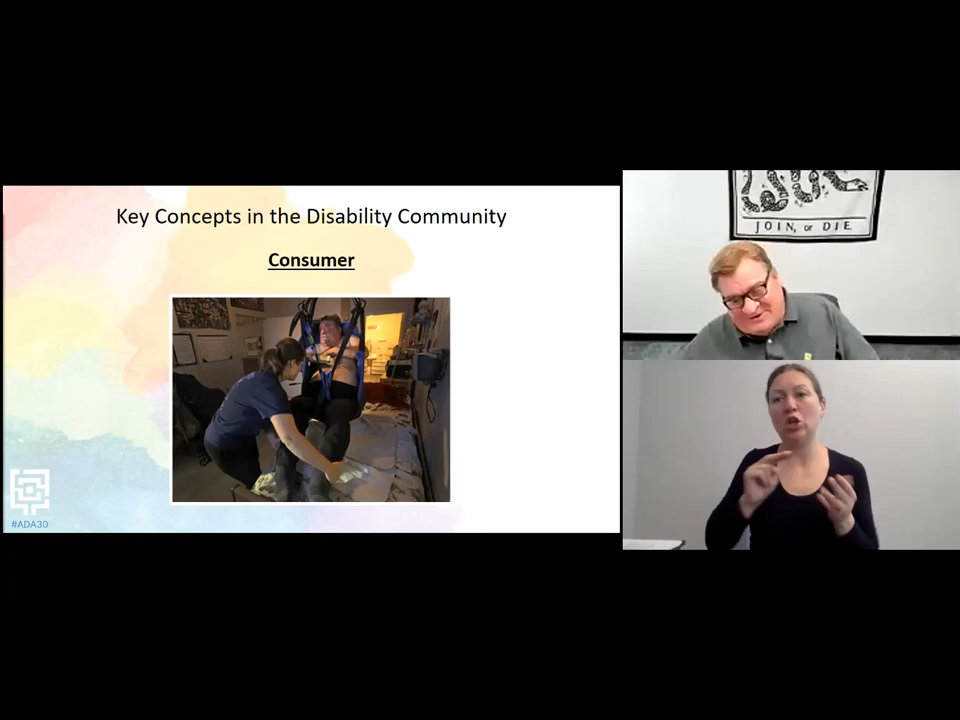 Key Concepts in the Disability Community
Consumer
#ADA30
JOIN, or DIE